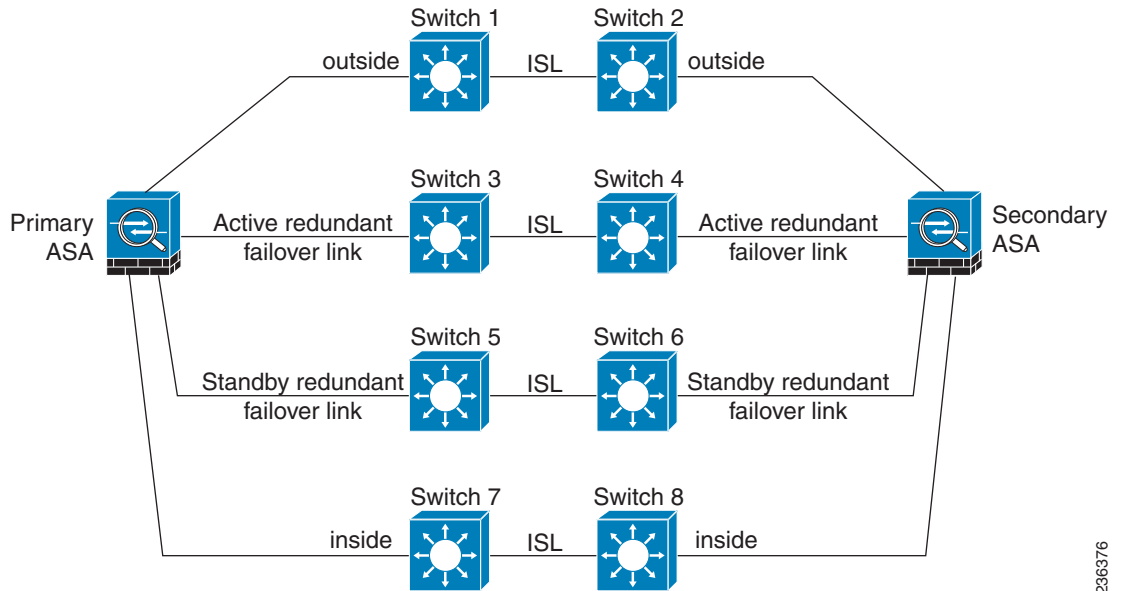 Switch 1
Switch 2
outside
ISL
outside
Switch 3
Switch 4
Primary
ASA
Active redundant
failover link
ISL
Active redundant
failover link
Secondary
ASA
Switch 5
Switch 6
Standby redundant
failover link
ISL
Standby redundant
failover link
Switch 7
Switch 8
inside
ISL
inside
236376